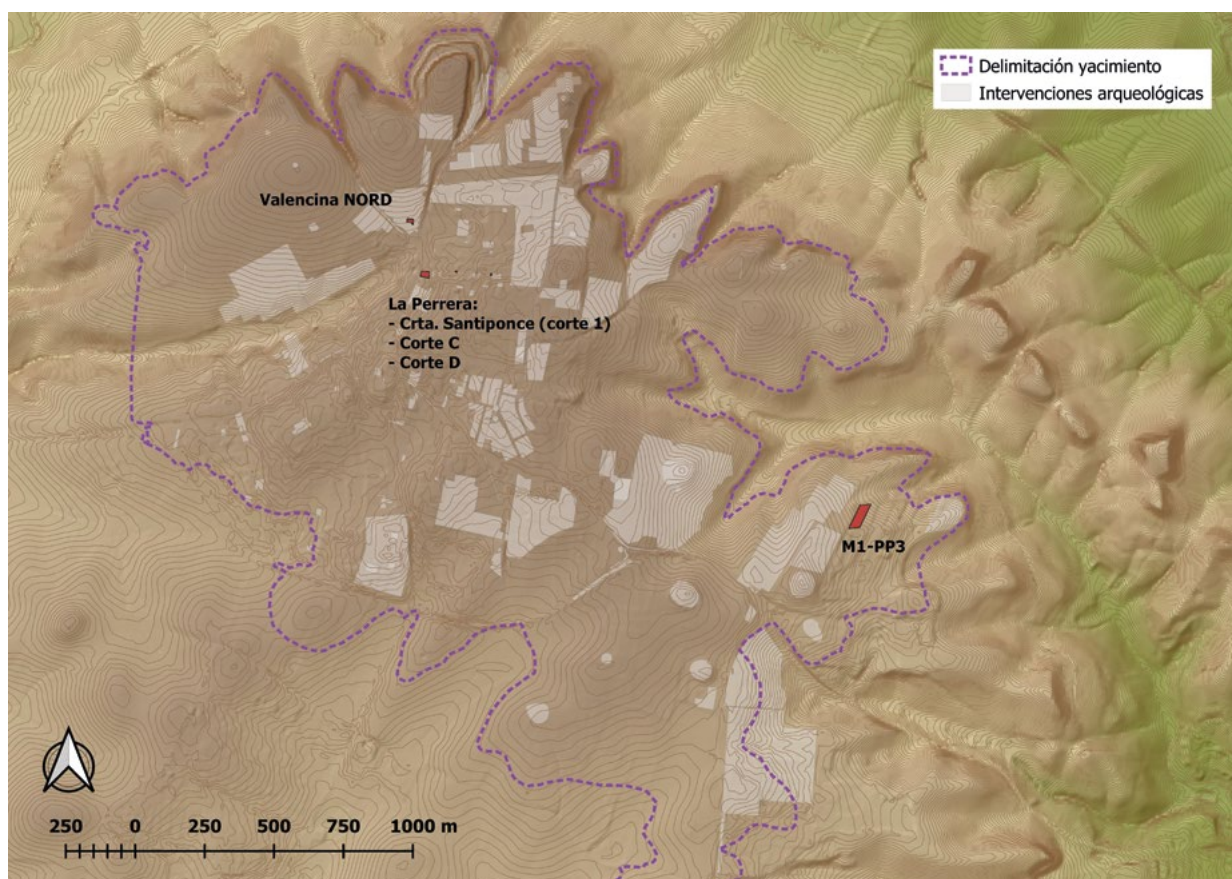 Delimitación yacimiento
Intervenciones arqueológicas
Valencina NORD
La Perrera:
- Crta. Santiponce (corte 1)
- Corte C
- Corte D
M1-PP3
250 0 250 500 750 1000 m